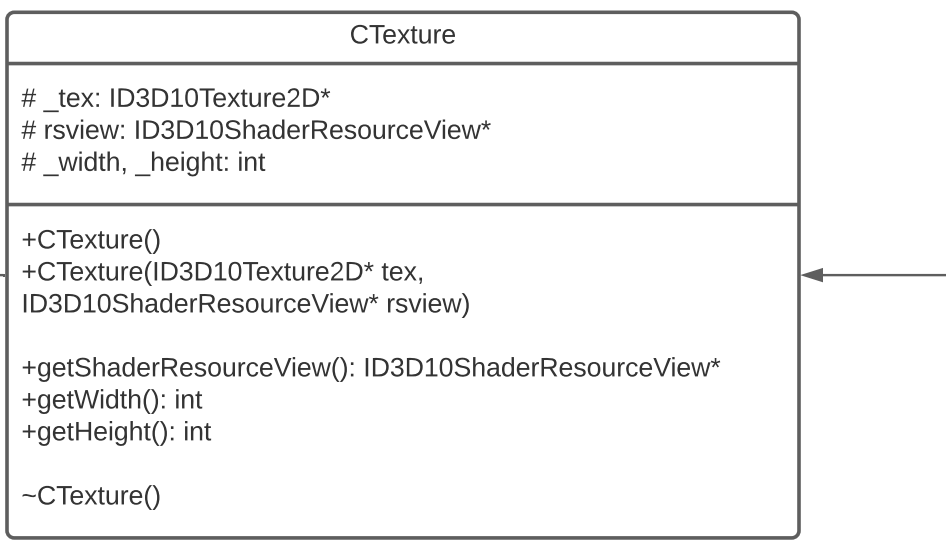 CTexture
# _tex: ID3D10Texture2D*
# rsview: ID3D10ShaderResourceView*
# _width, _height: int
+CTexture()
+CTexture(ID3D10Texture2D* tex,
ID3D10ShaderResourceView* rsview)
+getShaderResourceView(): ID3D10ShaderResourceView*
+getWidth(): int
+getHeight(): int
~CTexture()